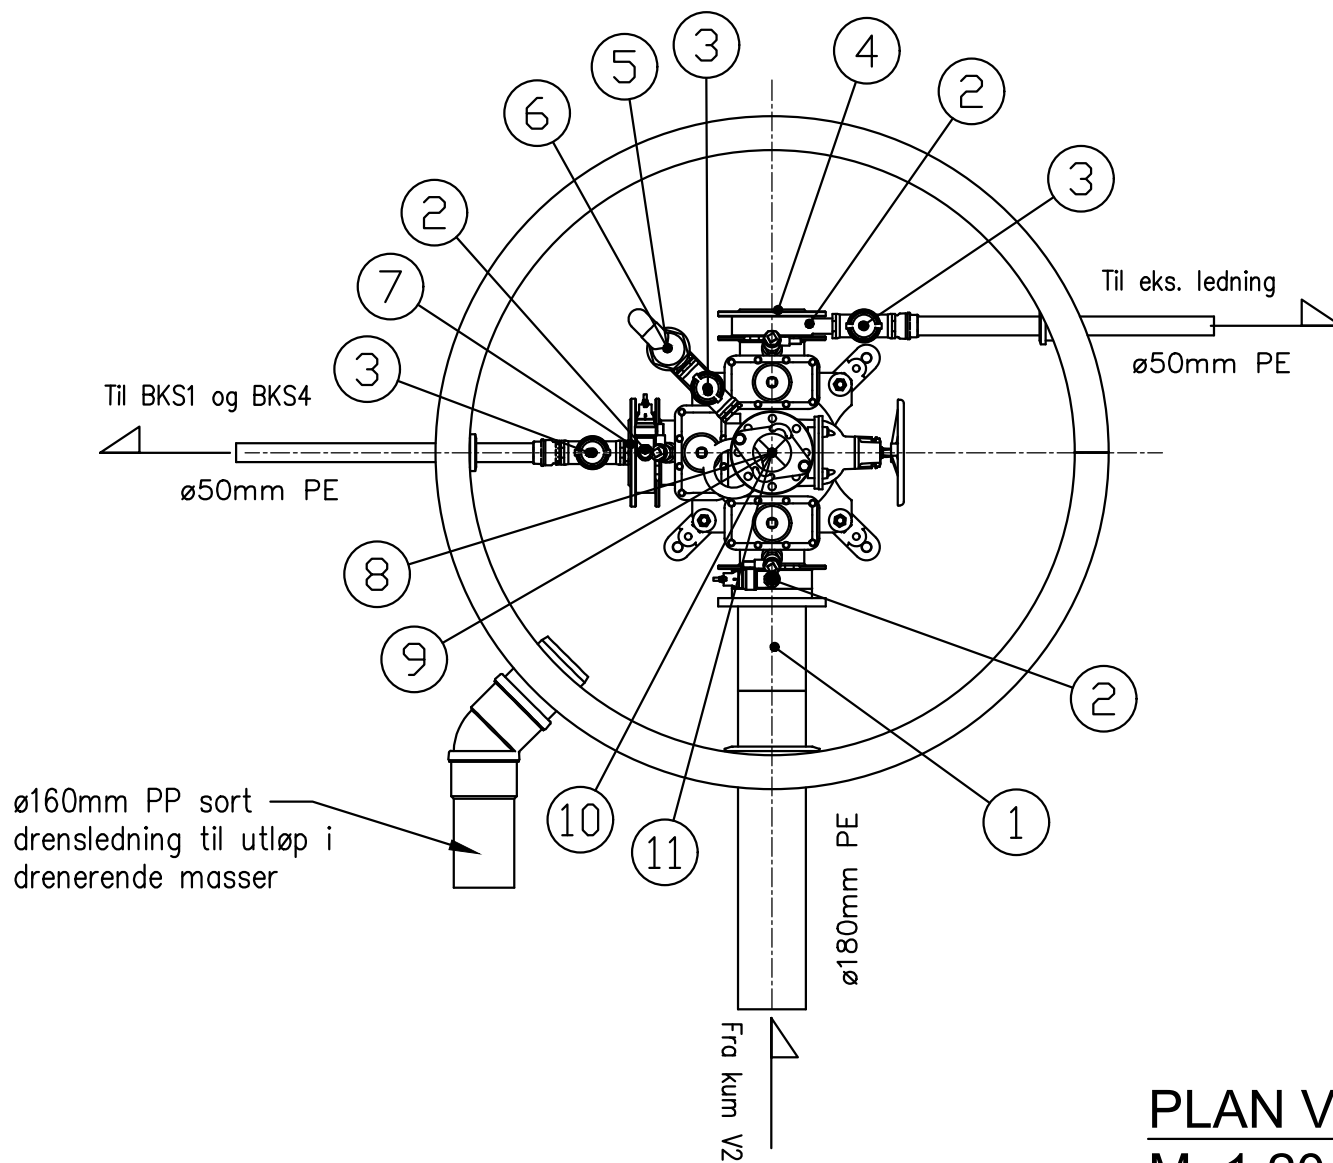 3
5
4
2
6
3
2
7
Til eks. ledning
3
ø50mm PE
Til BKS1 og BKS4
ø50mm PE
8
9
2
ø160mm PP sort
drensledning til utløp i
drenerende masser
10
11
1
ø180mm PE
Fra kum V2
PLAN V